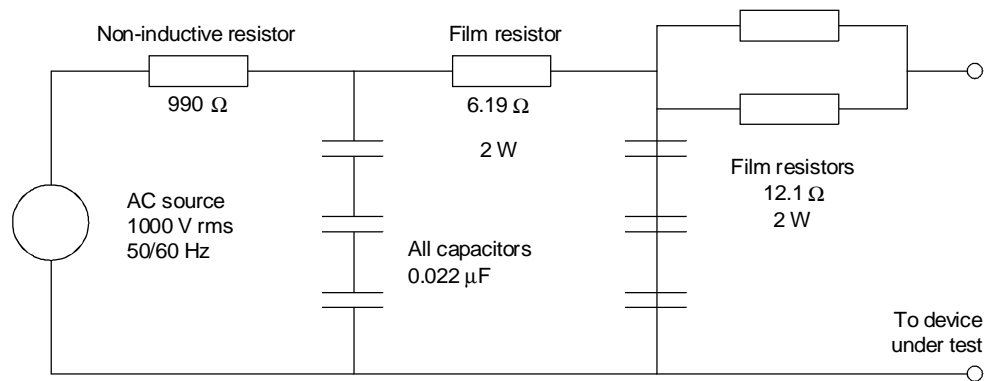 Non-inductive resistor
990 Ω
Film resistor
6.19 Ω
2 W
Film resistors
12.1 Ω
2 W
AC source
1000 V rms
50/60 Hz
All capacitors
0.022 μF
To device
under test